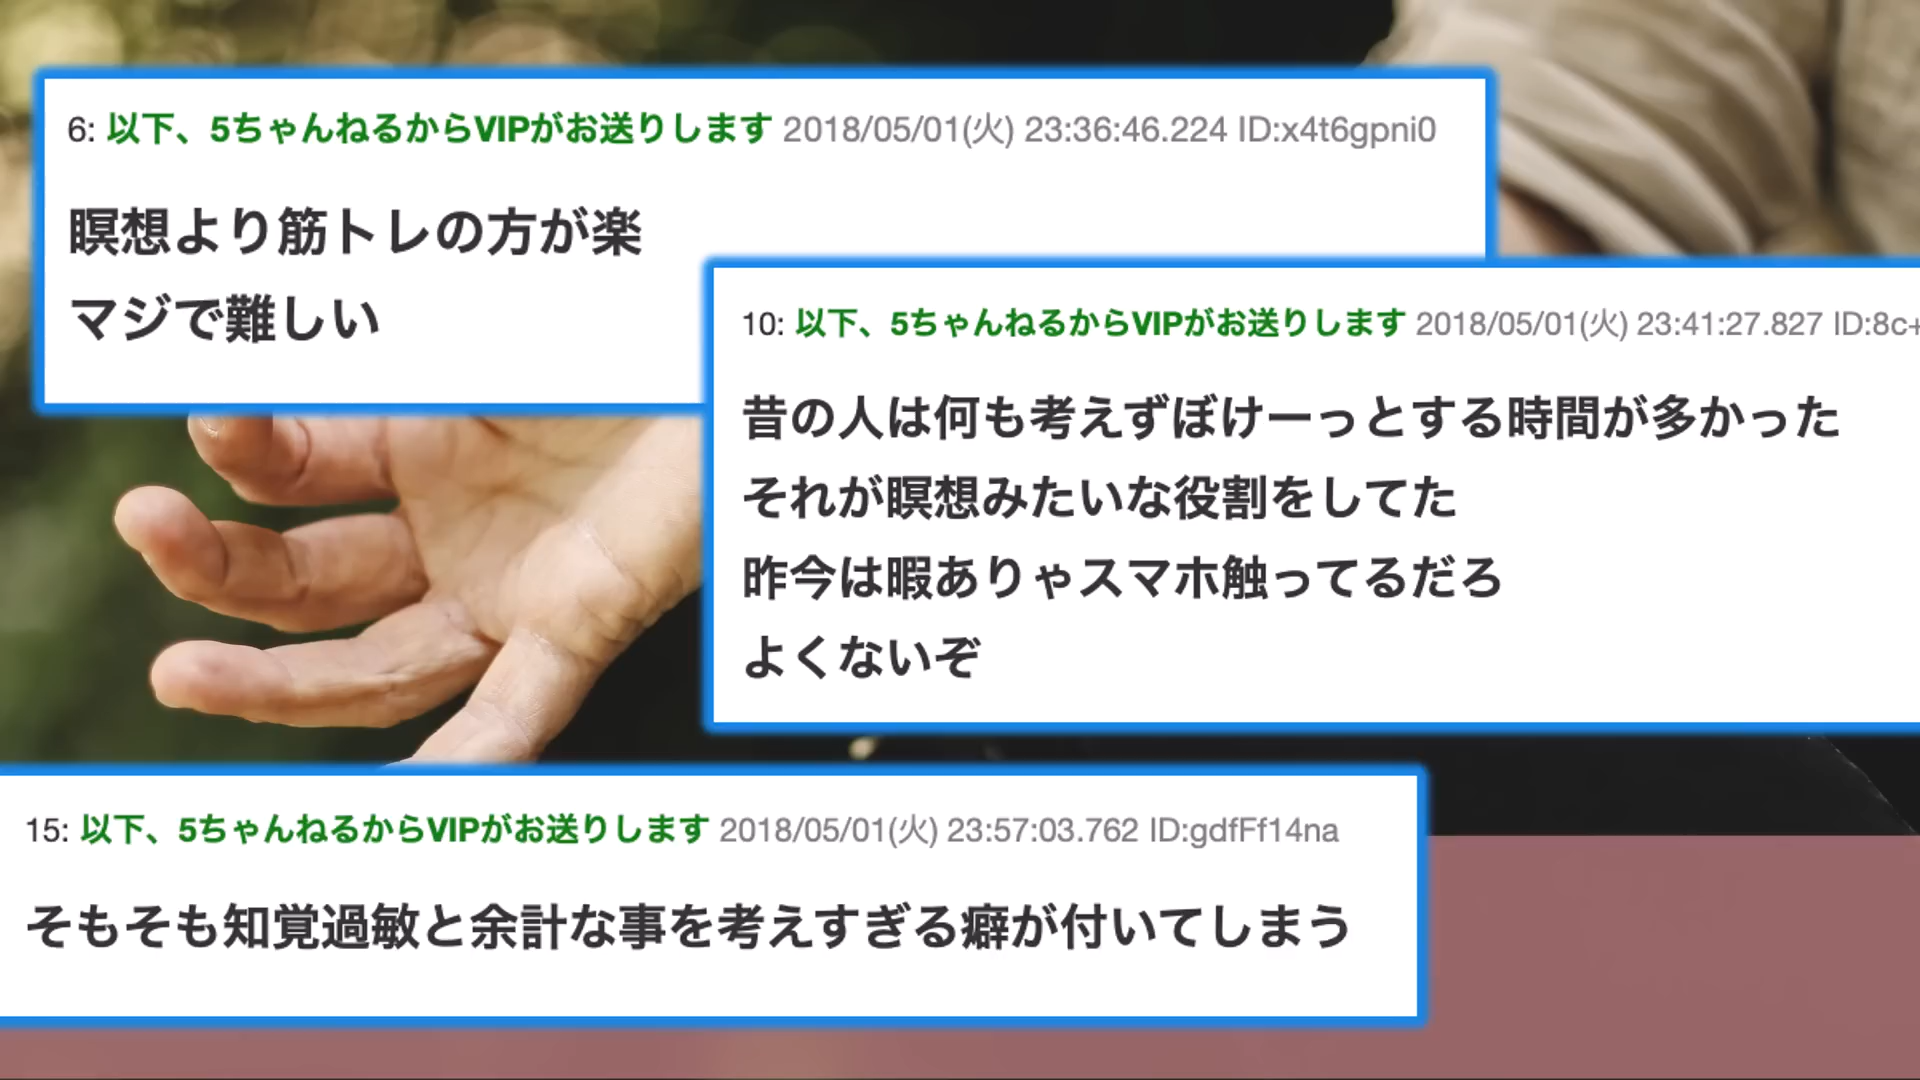 6: 以下、5ちゃんねるからVIPがお送りします 2018/05/01(火) 23:36:46.224 ID:x4t6gpni0
瞑想より筋トレの方が楽
マジで難しい
10: 以下、5ちゃんねるからVIPがお送りします 2018/05/01(火) 23:41:27.827 ID:8c+
昔の人は何も考えずぼけーっとする時間が多かった
それが瞑想みたいな役割をしてた
昨今は暇ありゃスマホ触ってるだろ
よくないぞ
15: 以下、5ちゃんねるからVIPがお送りします 2018/05/01(火) 23:57:03.762 ID:gdfFf14na
そもそも知覚過敏と余計な事を考えすぎる癖が付いてしまう